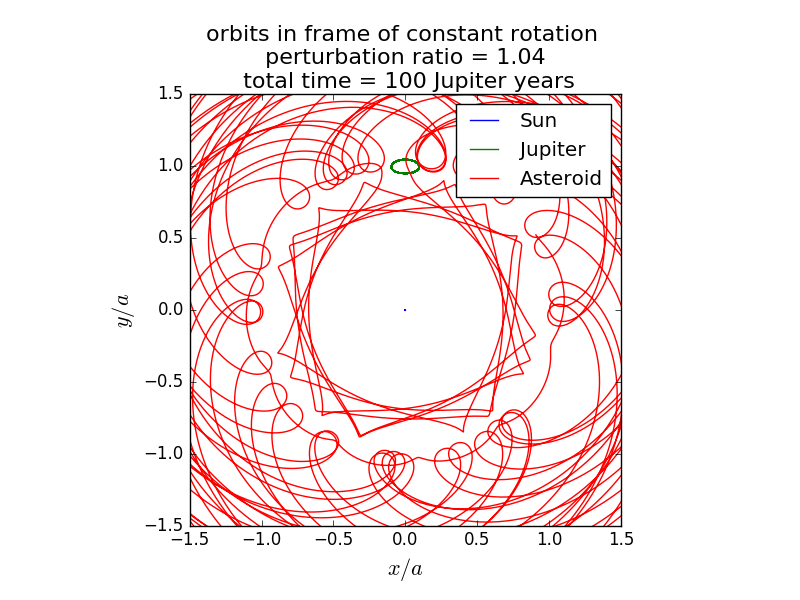 orbits in frame of constant rotation
perturbation ratio = 1.04
total time = 100 Jupiter years
1.5
1.0
0.5
0.0
−0.5
−1.0
−1.5
y/a
Sun
Jupiter
Asteroid
−1.5 −1.0 −0.5 0.0 0.5 1.0 1.5
x/a